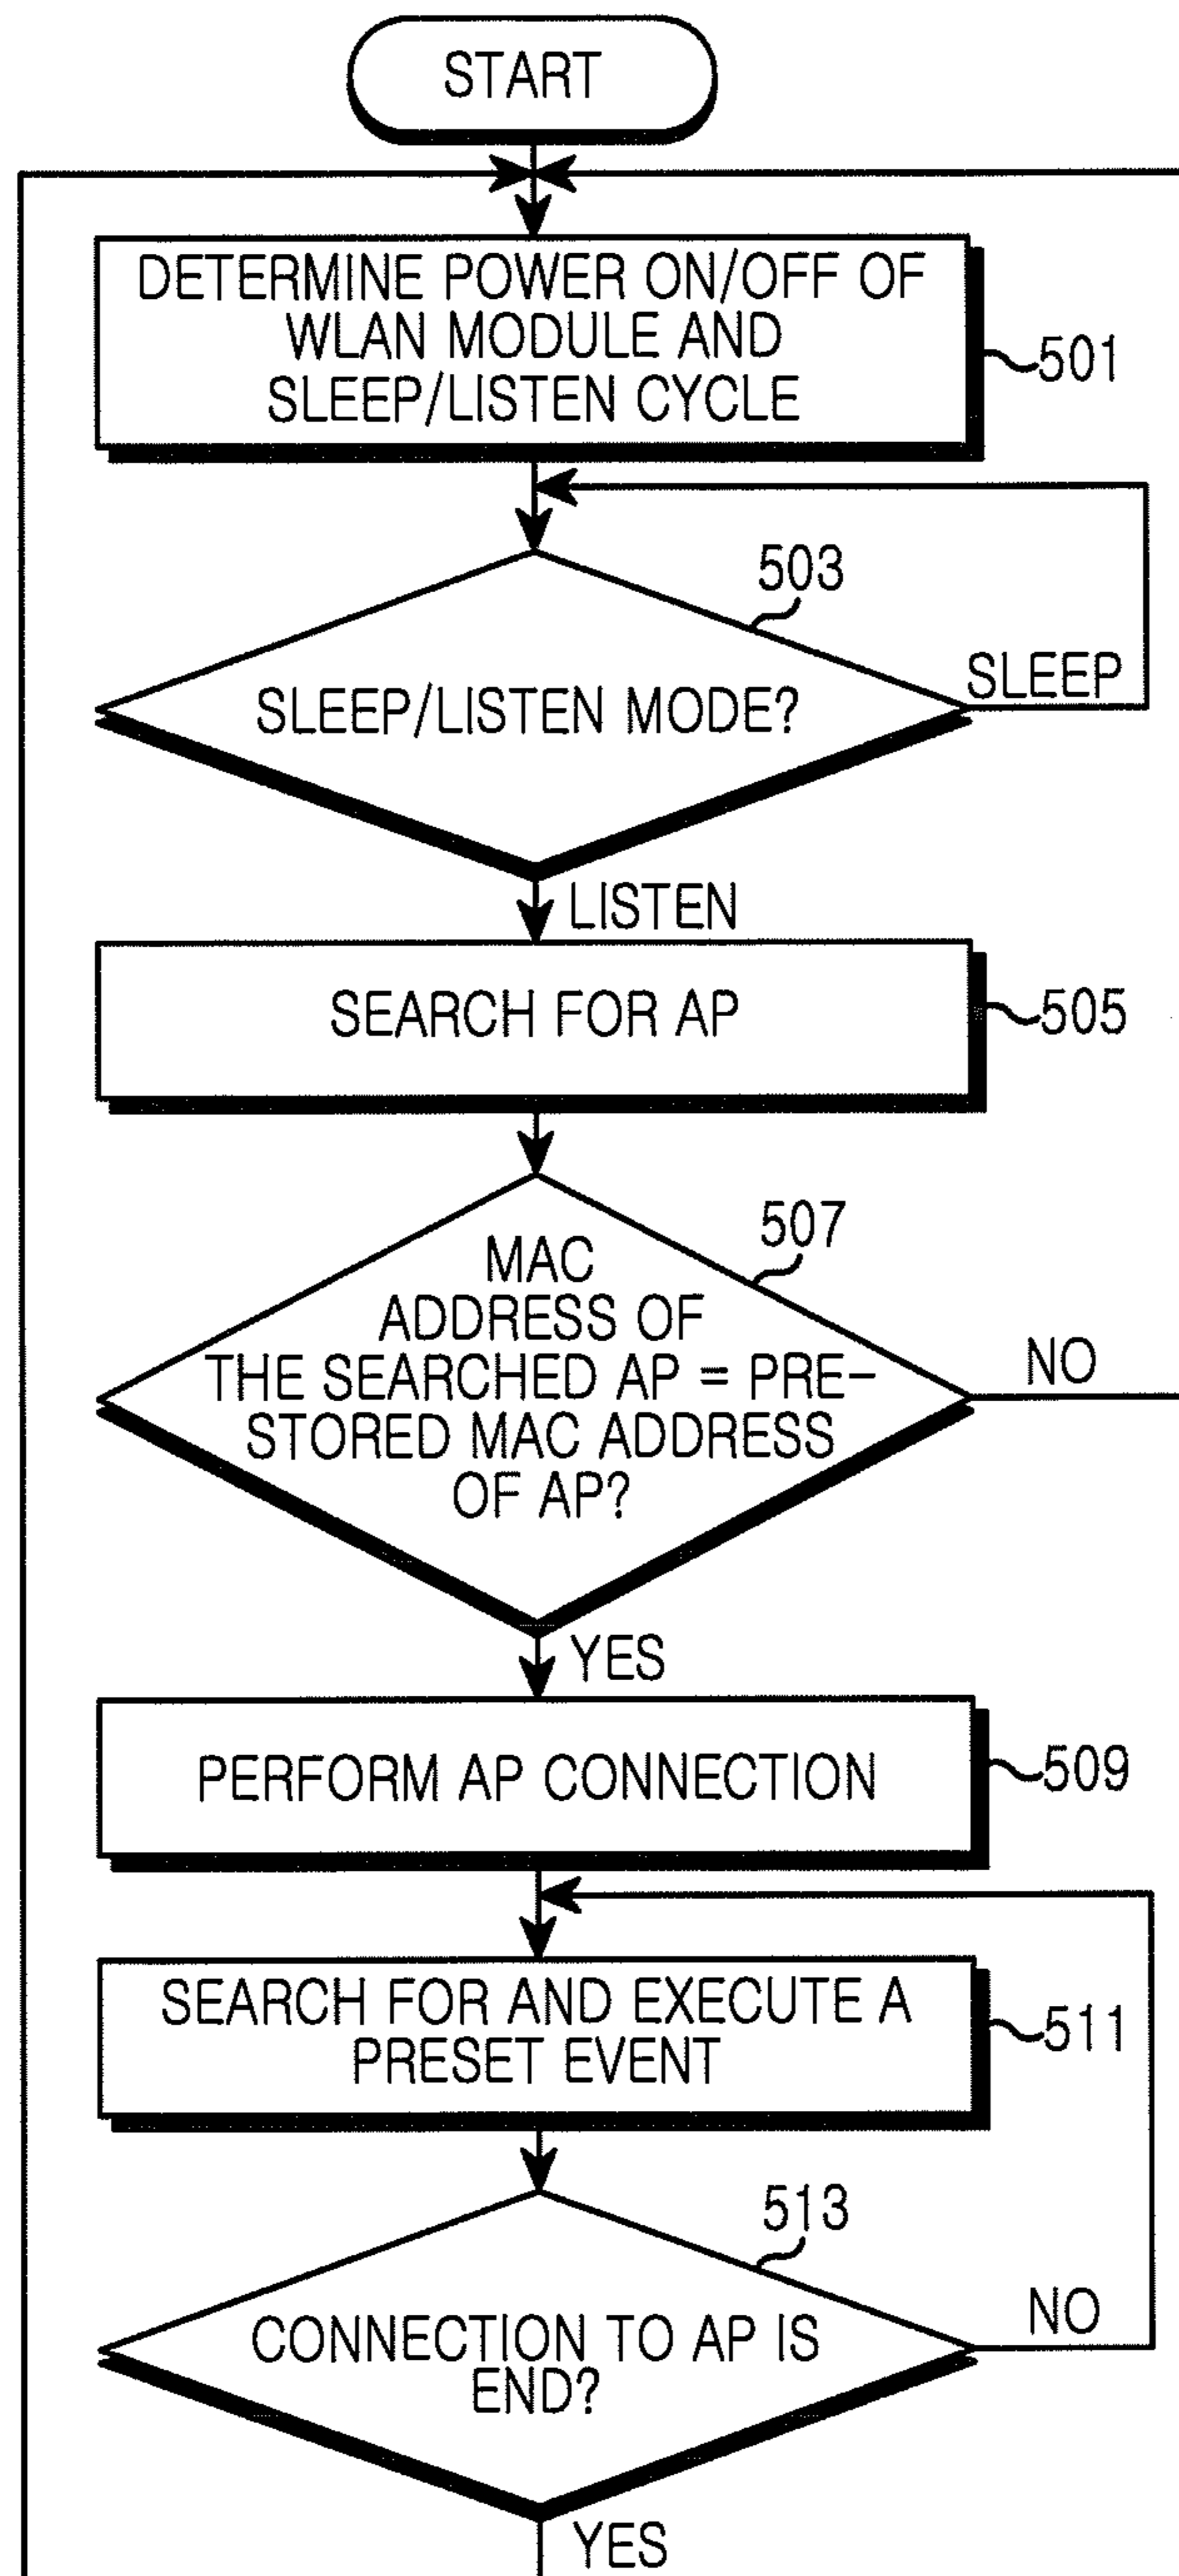 START
DETERMINE POWER ON/OFF OF
WLAN MODULE AND
SLEEP/LISTEN CYCLE
501
503
SLEEP/LISTEN MODE?
SLEEP
LISTEN
SEARCH FOR AP
505
507
MAC
ADDRESS OF
THE SEARCHED AP = PRE-
STORED MAC ADDRESS
OF AP?
NO
YES
PERFORM AP CONNECTION
509
SEARCH FOR AND EXECUTE A
PRESET EVENT
511
513
CONNECTION TO AP IS
END?
NO
YES